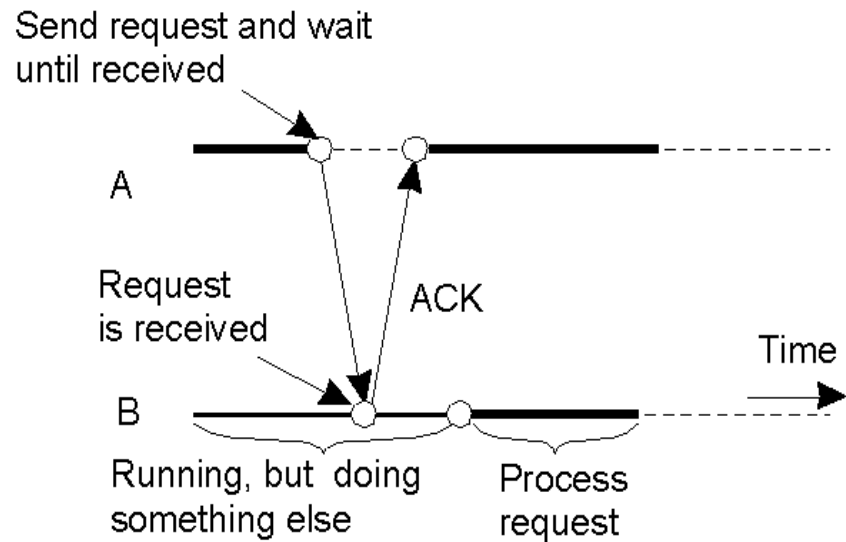 Send request and wait
until received
A
Request
is received
ACK
Time
B
Running, but doing
something else
Process
request